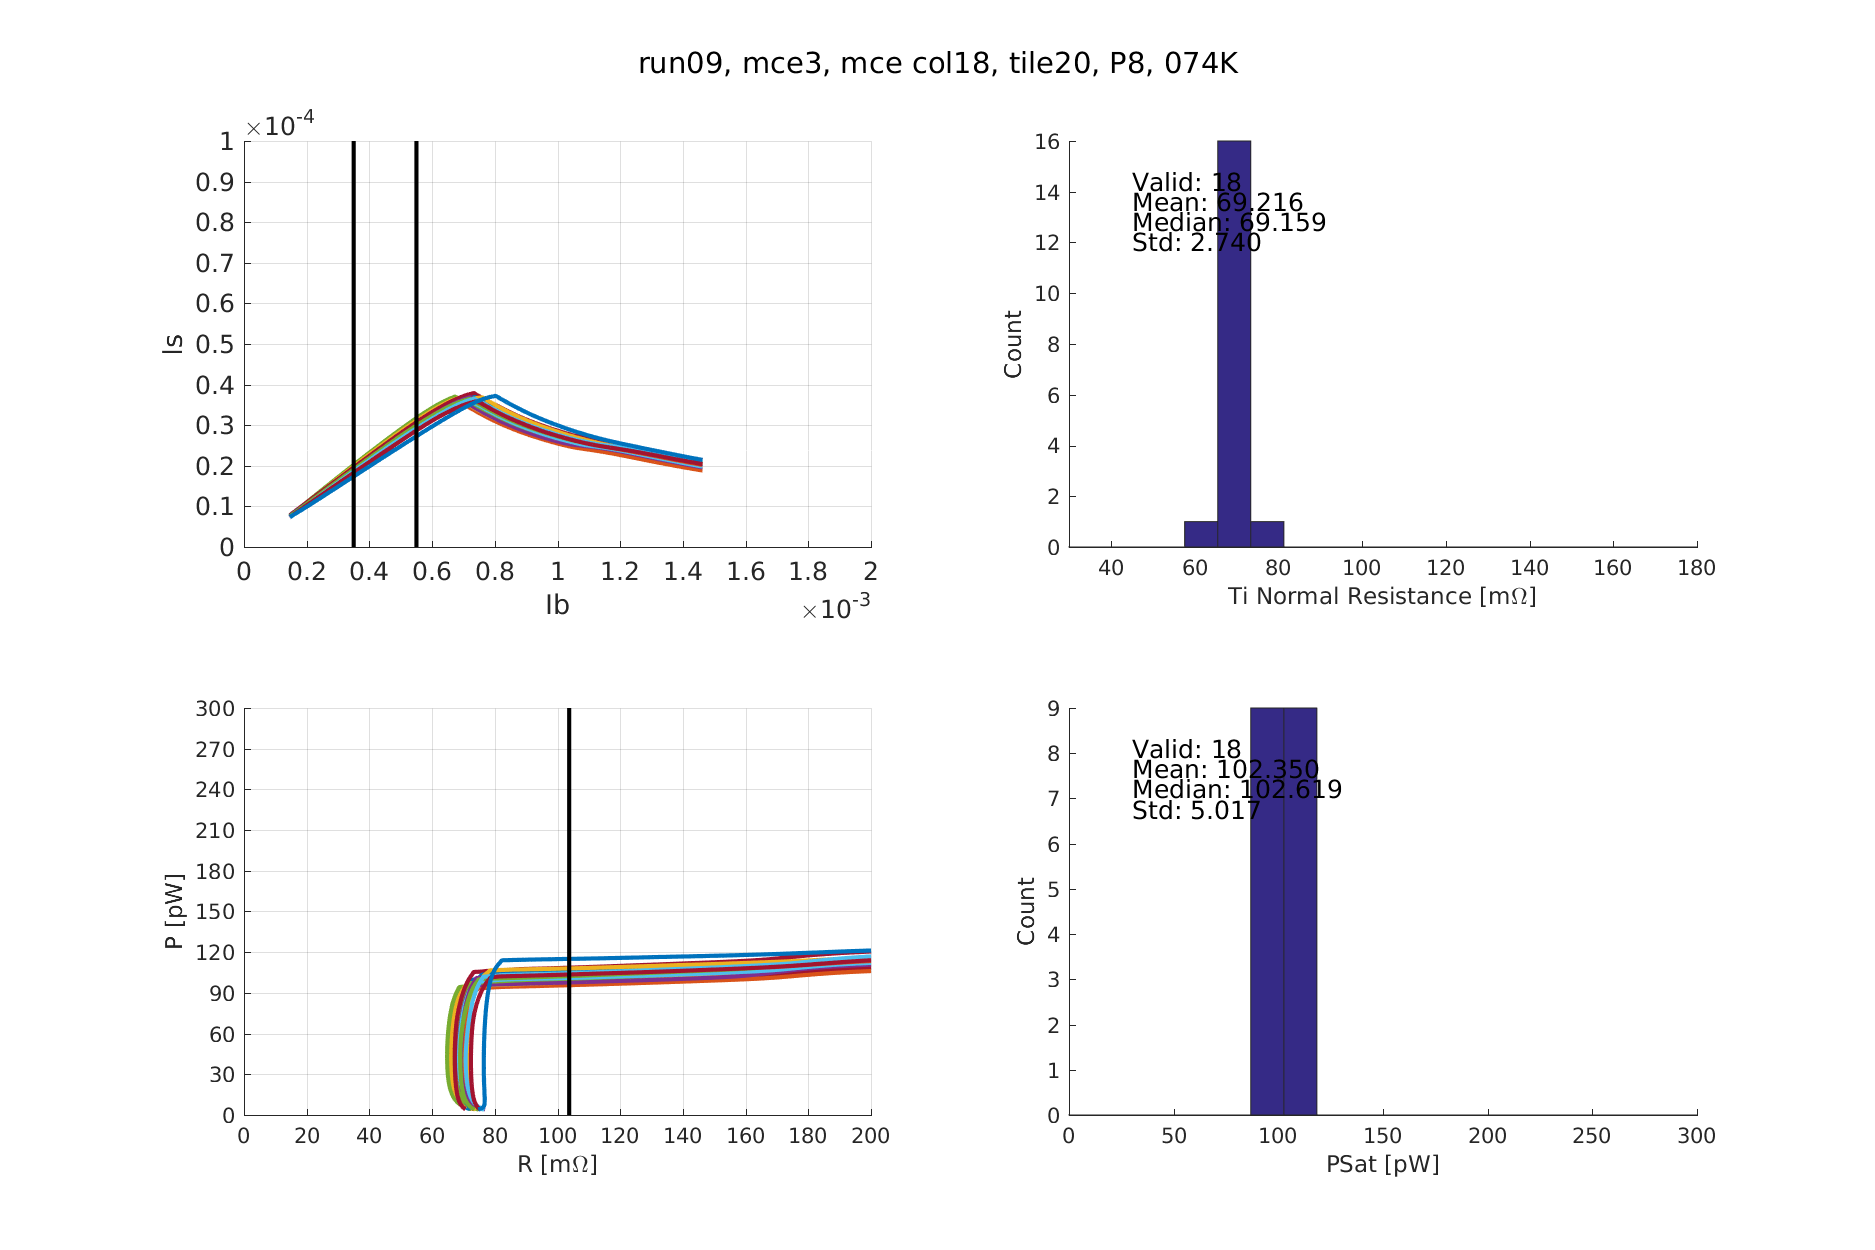 run09, mce3, mce col18, tile20, P8, 074K
×10-4
1
0.9
0.8
0.7
0.6
0.5
0.4
0.3
0.2
0.1
0
Is
0 0.2 0.4 0.6 0.8 1 1.2 1.4 1.6 1.8 2
Ib
×10-3
16
14
12
10
8
6
4
2
0
Count
Valid: 18
Mean: 69.216
Median: 69.159
Std: 2.740
40 60 80 100 120 140 160 180
Ti Normal Resistance [mΩ]
300
270
240
210
180
150
120
90
60
30
0
P [pW]
0 20 40 60 80 100 120 140 160 180 200
R [mΩ]
9
8
7
6
5
4
3
2
1
0
Count
Valid: 18
Mean: 102.350
Median: 102.619
Std: 5.017
0 50 100 150 200 250 300
PSat [pW]